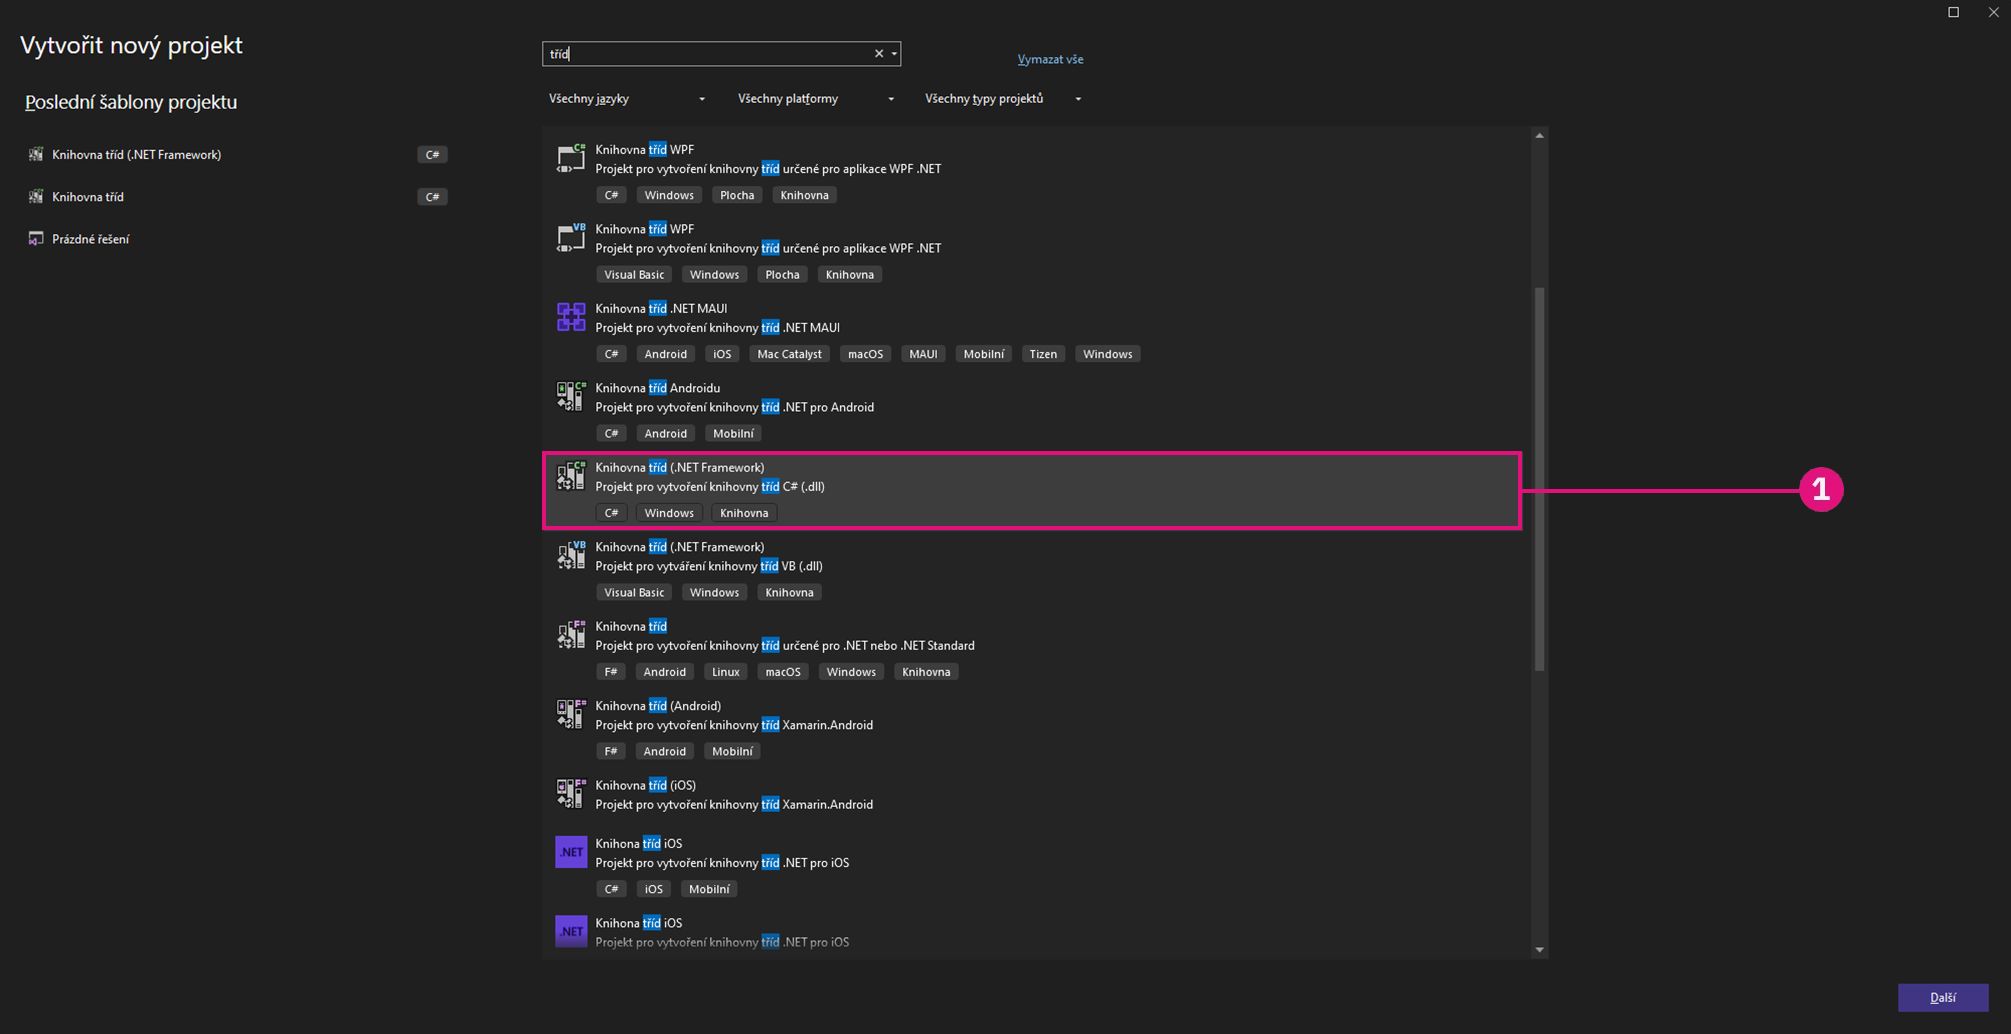 Vytvořit nový projekt
Poslední šablony projektu
Knihovna tříd (.NET Framework)
C#
Knihovna tříd
C#
Prázdné řešení
tříd
Vymazat vše
Všechny jazyky
Všechny platformy
Všechny typy projektů
C#
Knihovna tříd WPF
Projekt pro vytvoření knihovny tříd určené pro aplikace WPF .NET
C# Windows Plocha Knihovna
VB
Knihovna tříd WPF
Projekt pro vytvoření knihovny tříd určené pro aplikace WPF .NET
Visual Basic Windows Plocha Knihovna
Knihovna tříd .NET MAUI
Projekt pro vytvoření knihovny tříd .NET MAUI
C# Android iOS Mac Catalyst macOS MAUI Mobilní Tizen Windows
C#
Knihovna tříd Androidu
Projekt pro vytvoření knihovny tříd .NET pro Android
C# Android Mobilní
C#
Knihovna tříd (.NET Framework)
Projekt pro vytvoření knihovny tříd C# (.dll)
C# Windows Knihovna
1
VB
Knihovna tříd (.NET Framework)
Projekt pro vytváření knihovny tříd VB (.dll)
Visual Basic Windows Knihovna
F#
Knihovna tříd
Projekt pro vytvoření knihovny tříd určené pro .NET nebo .NET Standard
F# Android Linux macOS Windows Knihovna
F#
Knihovna tříd (Android)
Projekt pro vytvoření knihovny tříd Xamarin.Android
F# Android Mobilní
F#
Knihovna tříd (iOS)
Projekt pro vytvoření knihovny tříd Xamarin.Android
.NET
Knihona tříd iOS
Projekt pro vytvoření knihovny tříd .NET pro iOS
C# iOS Mobilní
.NET
Knihona tříd iOS
Projekt pro vytvoření knihovny tříd .NET pro iOS
Další